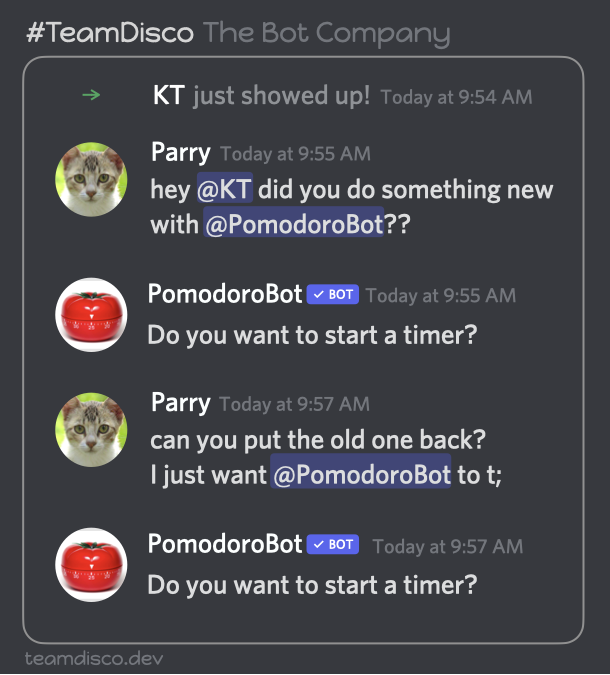 #TeamDisco The Bot Company
KT just showed up! Today at 9:54 AM
Parry Today at 9:55 AM
hey @KT did you do something new
with @PomodoroBot??
PomodoroBot ✓ BOT Today at 9:55 AM
Do you want to start a timer?
Parry Today at 9:57 AM
can you put the old one back?
I just want @PomodoroBot to t;
PomodoroBot ✓ BOT Today at 9:57 AM
Do you want to start a timer?
teamdisco.dev